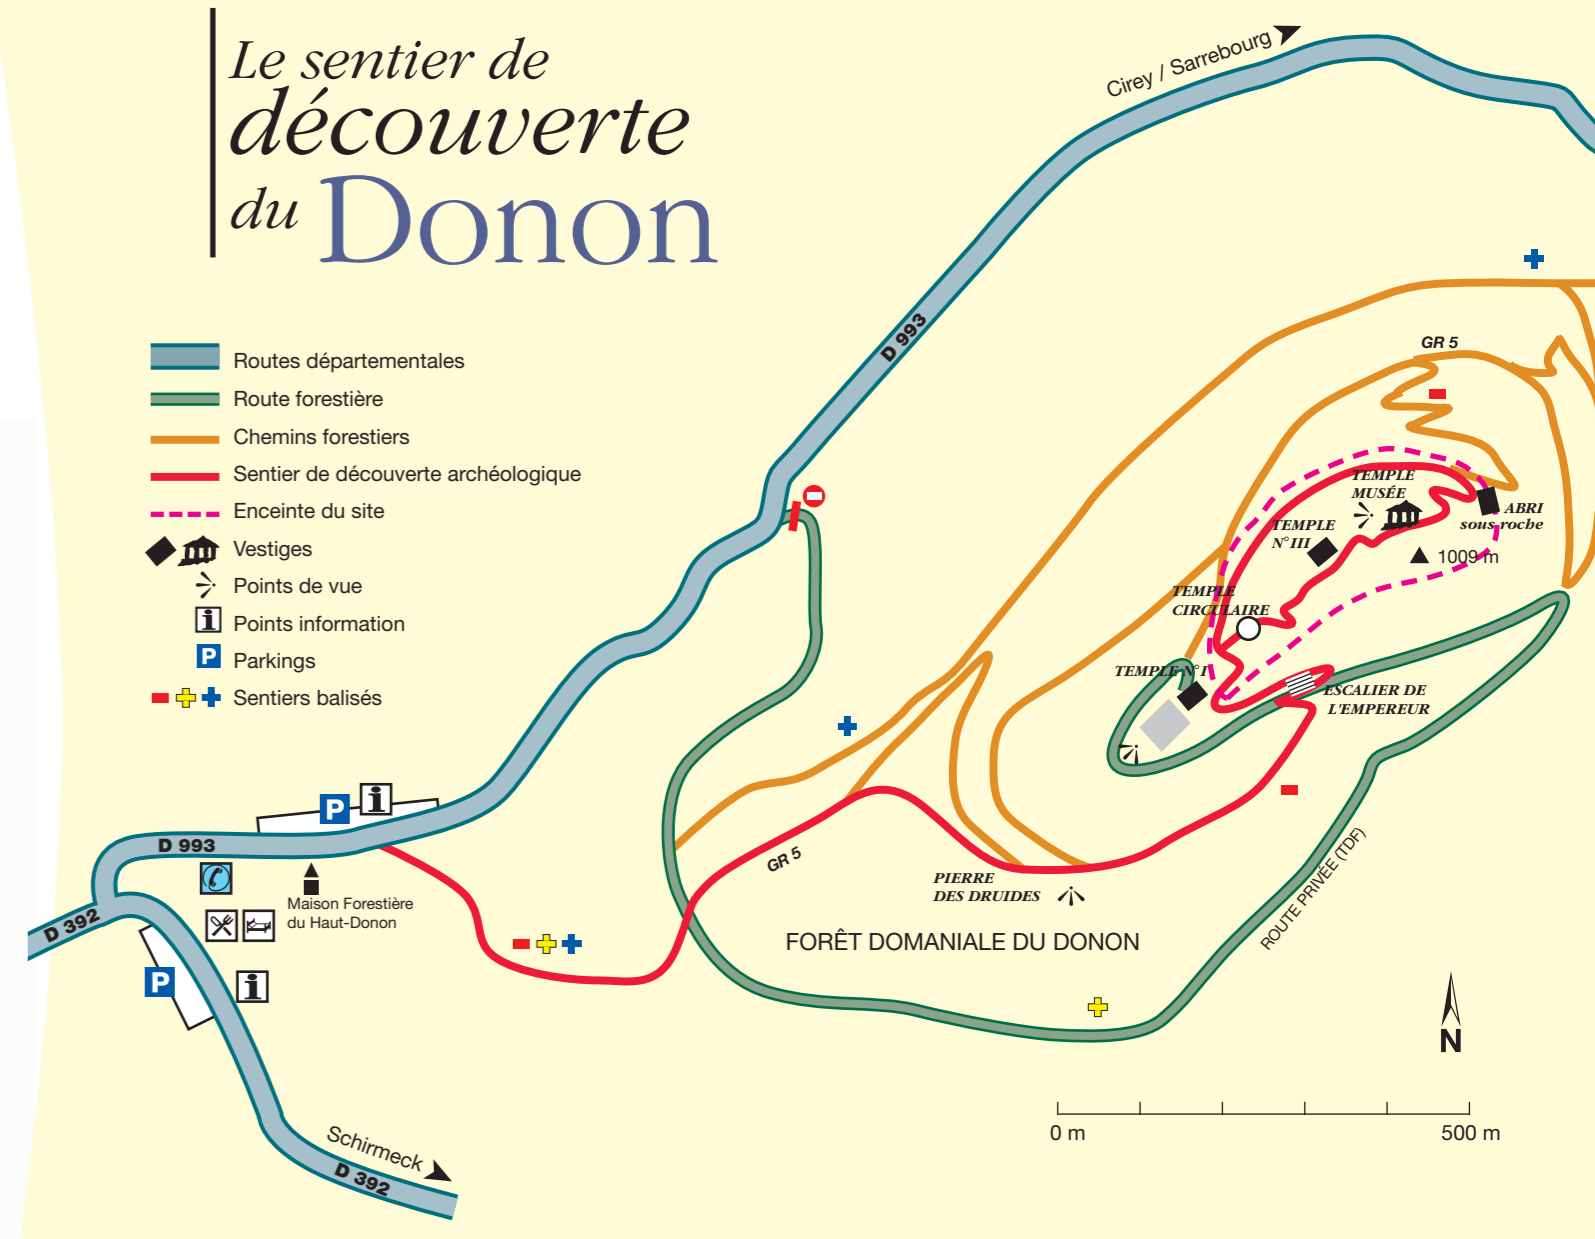 Le sentier de
découverte
du Donon
Cirey / Sarrebourg
D 993
Routes départementales
Route forestière
Chemins forestiers
Sentier de découverte archéologique
Enceinte du site
Vestiges
Points de vue
i Points information
P Parkings
Sentiers balisés
GR 5
TEMPLE
MUSÉE
ABRI
sous roche
TEMPLE
N°III
1009 m
TEMPLE
CIRCULAIRE
TEMPLE N°I
ESCALIER DE
L'EMPEREUR
P
i
D 993
Maison Forestière
du Haut-Donon
D 392
P
i
GR 5
PIERRE
DES DRUIDES
FORÊT DOMANIALE DU DONON
ROUTE PRIVÉE (TDF)
N
0 m 500 m
Schirmeck
D 392